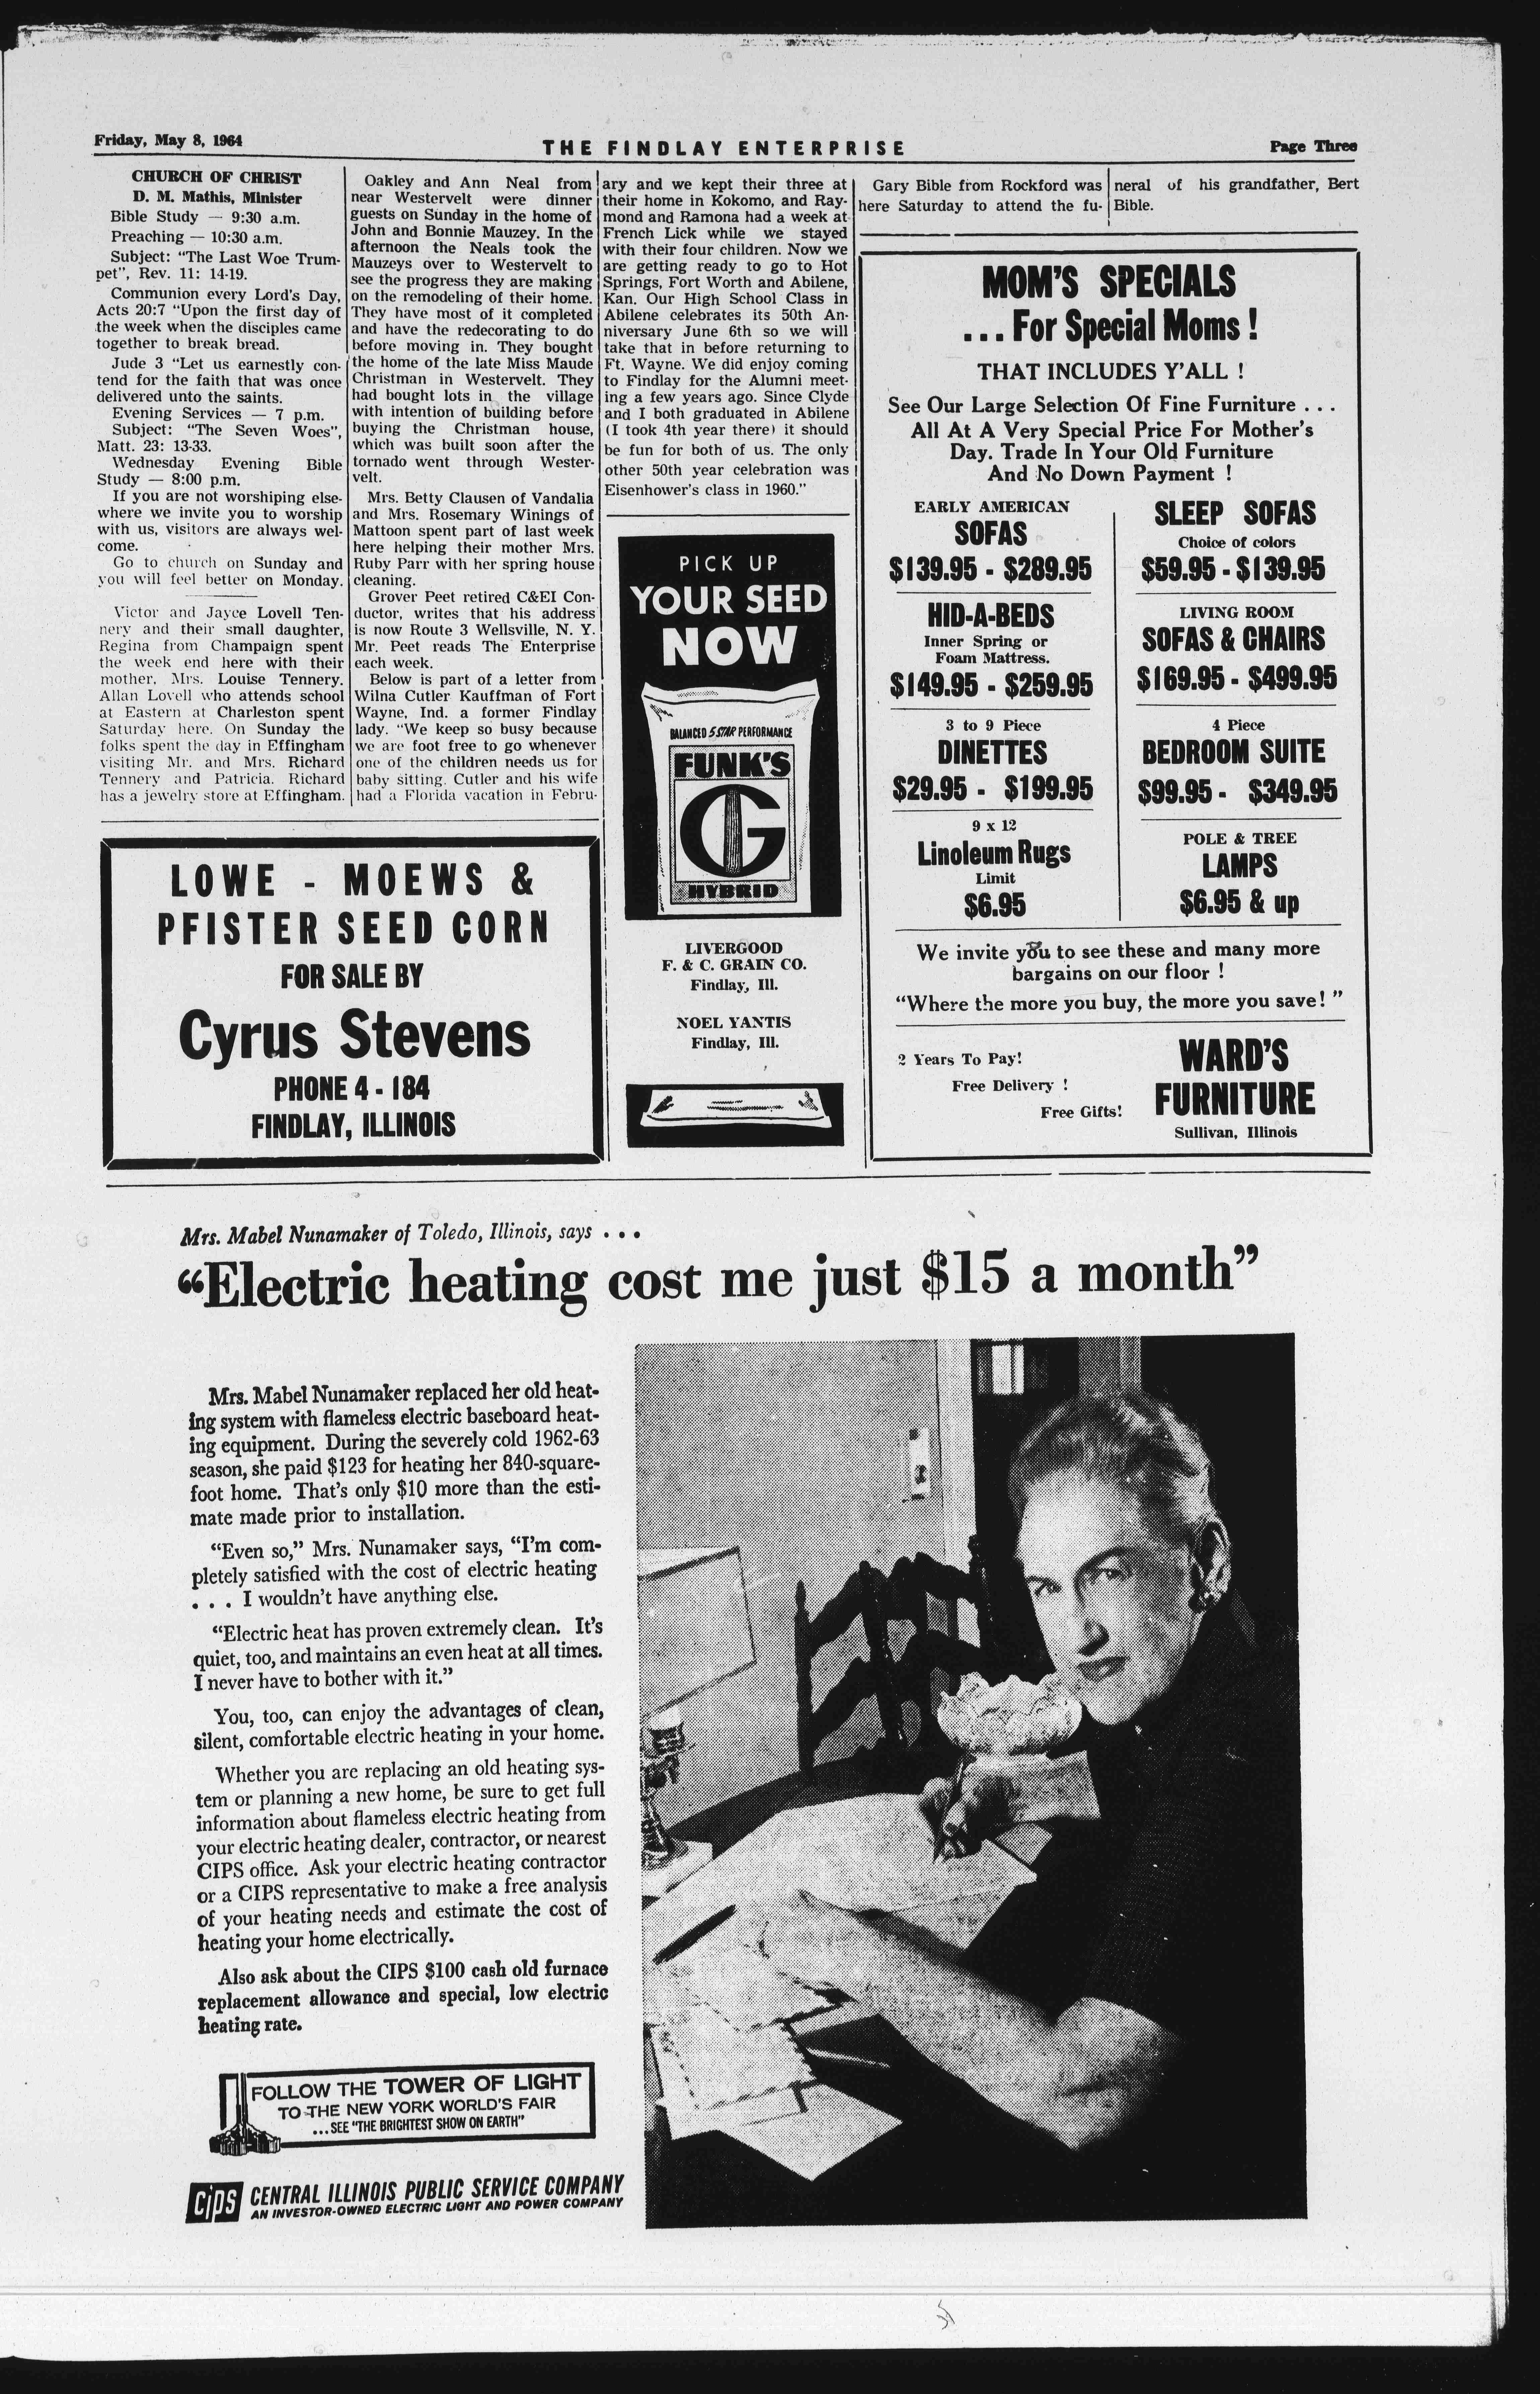 Friday, May 8, 1964
THE FINDLAY ENTERPRISE
Page Three
CHURCH OF CHRIST
D. M. Mathis, Minister
Bible Study — 9:30 a.m.
Preaching — 10:30 a.m.
Subject: "The Last Woe Trum-
pet", Rev. 11: 14-19.
Communion every Lord's Day,
Acts 20:7 "Upon the first day of
the week when the disciples came
together to break bread.
Jude 3 "Let us earnestly con-
tend for the faith that was once
delivered unto the saints.
Evening Services — 7 p.m.
Subject: "The Seven Woes",
Matt. 23: 13-33.
Wednesday Evening Bible
Study — 8:00 p.m.
If you are not worshiping else-
where we invite you to worship
with us, visitors are always wel-
come.
Go to church on Sunday and
you will feel better on Monday.
Victor and Jayce Lovell Ten-
nery and their small daughter,
Regina from Champaign spent
the week end here with their
mother, Mrs. Louise Tennery.
Allan Lovell who attends school
at Eastern at Charleston spent
Saturday here. On Sunday the
folks spent the day in Effingham
visiting Mr. and Mrs. Richard
Tennery and Patricia. Richard
has a jewelry store at Effingham.
Oakley and Ann Neal from
near Westervelt were dinner
guests on Sunday in the home of
John and Bonnie Mauzey. In the
afternoon the Neals took the
Mauzeys over to Westervelt to
see the progress they are making
on the remodeling of their home.
They have most of it completed
and have the redecorating to do
before moving in. They bought
the home of the late Miss Maude
Christman in Westervelt. They
had bought lots in the village
with intention of building before
buying the Christman house,
which was built soon after the
tornado went through Wester-
velt.
Mrs. Betty Clausen of Vandalia
and Mrs. Rosemary Winings of
Mattoon spent part of last week
here helping their mother Mrs.
Ruby Parr with her spring house
cleaning.
Grover Peet retired C&EI Con-
ductor, writes that his address
is now Route 3 Wellsville, N. Y.
Mr. Peet reads The Enterprise
each week.
Below is part of a letter from
Wilna Cutler Kauffman of Fort
Wayne, Ind. a former Findlay
lady. "We keep so busy because
we are foot free to go whenever
one of the children needs us for
baby sitting. Cutler and his wife
had a Florida vacation in Febru-
ary and we kept their three at
their home in Kokomo, and Ray-
mond and Ramona had a week at
French Lick while we stayed
with their four children. Now we
are getting ready to go to Hot
Springs, Fort Worth and Abilene,
Kan. Our High School Class in
Abilene celebrates its 50th An-
niversary June 6th so we will
take that in before returning to
Ft. Wayne. We did enjoy coming
to Findlay for the Alumni meet-
ing a few years ago. Since Clyde
and I both graduated in Abilene
(I took 4th year there) it should
be fun for both of us. The only
other 50th year celebration was
Eisenhower's class in 1960."
Gary Bible from Rockford was
here Saturday to attend the fu-
neral of his grandfather, Bert
Bible.
LOWE - MOEWS &
PFISTER SEED CORN
FOR SALE BY
Cyrus Stevens
PHONE 4 - 184
FINDLAY, ILLINOIS
PICK UP
YOUR SEED
NOW
BALANCED 5 STAR PERFORMANCE
FUNK'S
G
HYBRID
LIVERGOOD
F. & C. GRAIN CO.
Findlay, Ill.
NOEL YANTIS
Findlay, Ill.
MOM'S SPECIALS
... For Special Moms !
THAT INCLUDES Y'ALL !
See Our Large Selection Of Fine Furniture . . .
All At A Very Special Price For Mother's
Day. Trade In Your Old Furniture
And No Down Payment !
EARLY AMERICAN
SOFAS
$139.95 - $289.95
HID-A-BEDS
Inner Spring or
Foam Mattress.
$149.95 - $259.95
3 to 9 Piece
DINETTES
$29.95 - $199.95
9 x 12
Linoleum Rugs
Limit
$6.95
SLEEP SOFAS
Choice of colors
$59.95 - $139.95
LIVING ROOM
SOFAS & CHAIRS
$169.95 - $499.95
4 Piece
BEDROOM SUITE
$99.95 - $349.95
POLE & TREE
LAMPS
$6.95 & up
We invite you to see these and many more
bargains on our floor !
"Where the more you buy, the more you save! "
2 Years To Pay!
Free Delivery !
Free Gifts!
WARD'S
FURNITURE
Sullivan, Illinois
Mrs. Mabel Nunamaker of Toledo, Illinois, says . . .
"Electric heating cost me just $15 a month"
Mrs. Mabel Nunamaker replaced her old heat-
ing system with flameless electric baseboard heat-
ing equipment. During the severely cold 1962-63
season, she paid $123 for heating her 840-square-
foot home. That's only $10 more than the esti-
mate made prior to installation.
"Even so," Mrs. Nunamaker says, "I'm com-
pletely satisfied with the cost of electric heating
. . . I wouldn't have anything else.
"Electric heat has proven extremely clean. It's
quiet, too, and maintains an even heat at all times.
I never have to bother with it."
You, too, can enjoy the advantages of clean,
silent, comfortable electric heating in your home.
Whether you are replacing an old heating sys-
tem or planning a new home, be sure to get full
information about flameless electric heating from
your electric heating dealer, contractor, or nearest
CIPS office. Ask your electric heating contractor
or a CIPS representative to make a free analysis
of your heating needs and estimate the cost of
heating your home electrically.
Also ask about the CIPS $100 cash old furnace
replacement allowance and special, low electric
heating rate.
FOLLOW THE TOWER OF LIGHT
TO THE NEW YORK WORLD'S FAIR
...SEE "THE BRIGHTEST SHOW ON EARTH"
CIPS CENTRAL ILLINOIS PUBLIC SERVICE COMPANY
AN INVESTOR-OWNED ELECTRIC LIGHT AND POWER COMPANY